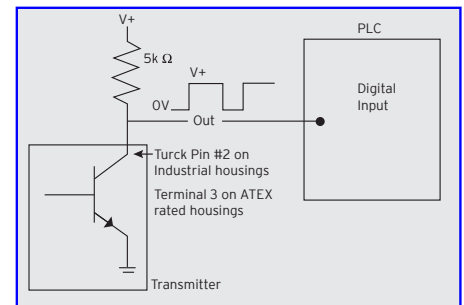 V+
PLC
5k Ω
V+
Digital
Input
0V
Out
Turck Pin #2 on
Industrial housings
Terminal 3 on ATEX
rated housings
Transmitter